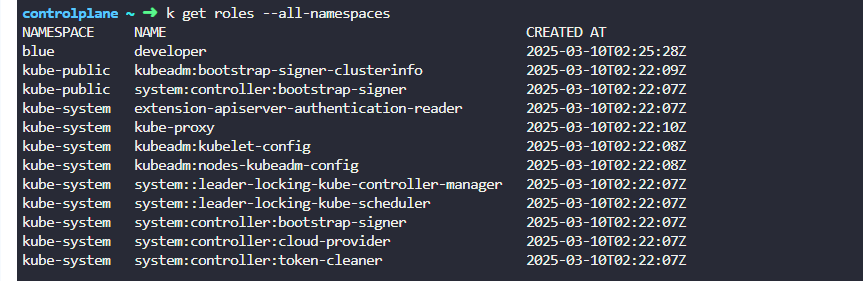 controlplane ~ ➜ k get roles --all-namespaces
NAMESPACE NAME CREATED AT
blue developer 2025-03-10T02:25:28Z
kube-public kubeadm:bootstrap-signer-clusterinfo 2025-03-10T02:22:09Z
kube-public system:controller:bootstrap-signer 2025-03-10T02:22:07Z
kube-system extension-apiserver-authentication-reader 2025-03-10T02:22:07Z
kube-system kube-proxy 2025-03-10T02:22:10Z
kube-system kubeadm:kubelet-config 2025-03-10T02:22:08Z
kube-system kubeadm:nodes-kubeadm-config 2025-03-10T02:22:08Z
kube-system system::leader-locking-kube-controller-manager 2025-03-10T02:22:07Z
kube-system system::leader-locking-kube-scheduler 2025-03-10T02:22:07Z
kube-system system:controller:bootstrap-signer 2025-03-10T02:22:07Z
kube-system system:controller:cloud-provider 2025-03-10T02:22:07Z
kube-system system:controller:token-cleaner 2025-03-10T02:22:07Z